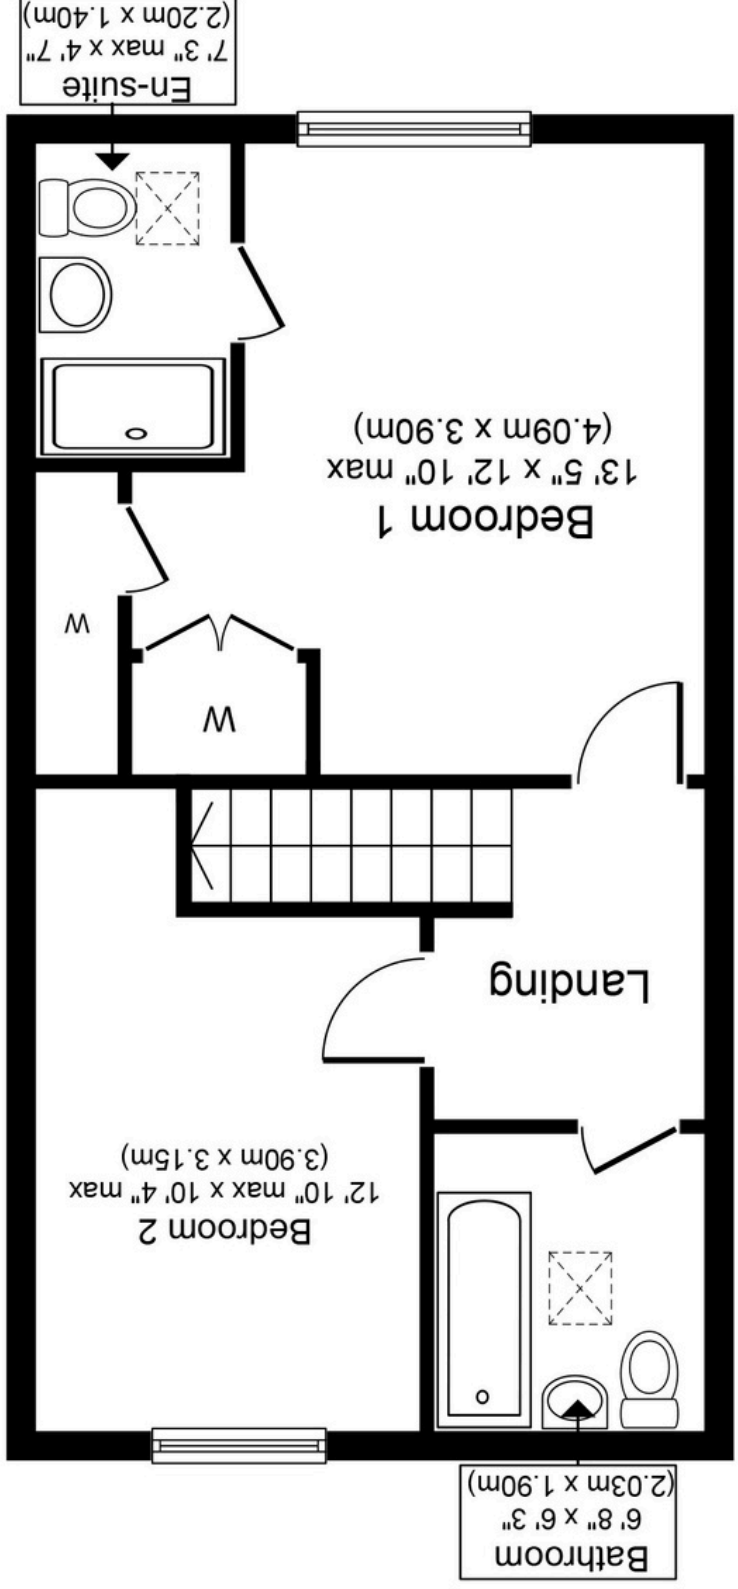 Bathroom
6' 8" x 6' 3"
(2.03m x 1.90m)
Bedroom 2
12' 10" max x 10' 4" max
(3.90m x 3.15m)
Landing
W
W
Bedroom 1
13' 5" x 12' 10" max
(4.09m x 3.90m)
En-suite
7' 3" max x 4' 7"
(2.20m x 1.40m)